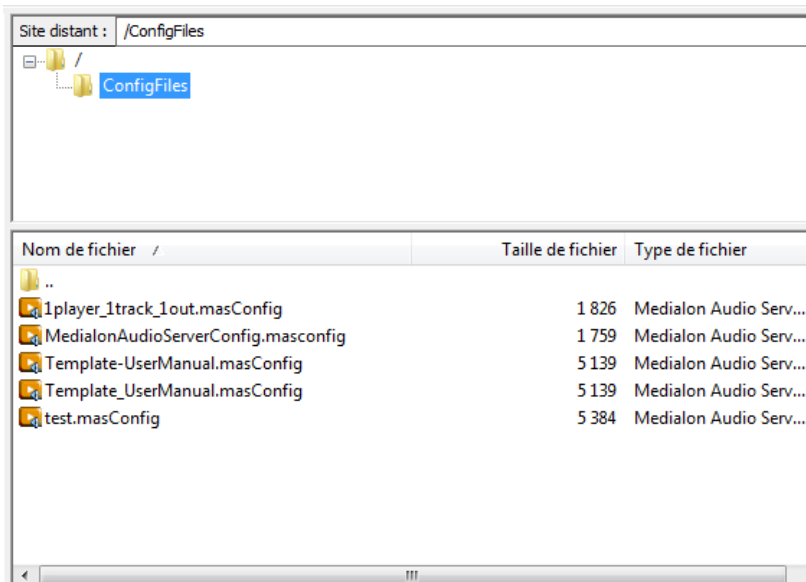 Site distant : /ConfigFiles
/
ConfigFiles
Nom de fichier / Taille de fichier Type de fichier
..
1player_1track_1out.masConfig 1 826 Medialon Audio Serv...
MedialonAudioServerConfig.masconfig 1 759 Medialon Audio Serv...
Template-UserManual.masConfig 5 139 Medialon Audio Serv...
Template_UserManual.masConfig 5 139 Medialon Audio Serv...
test.masConfig 5 384 Medialon Audio Serv...